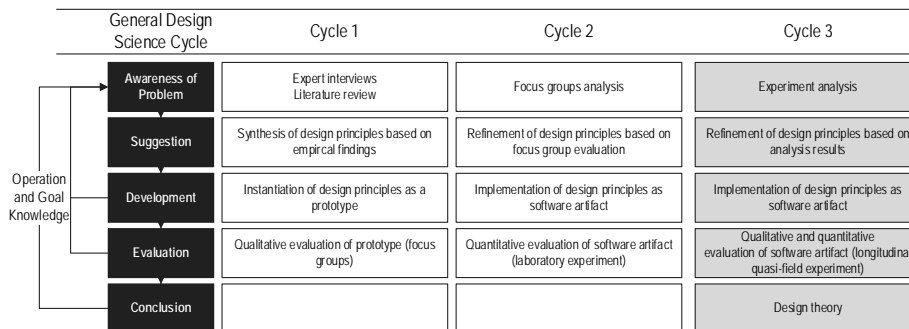 General Design
Science Cycle
Cycle 1
Cycle 2
Cycle 3
Awareness of
Problem
Expert interviews
Literature review
Focus groups analysis
Experiment analysis
Suggestion
Synthesis of design principles based on
empircal findings
Refinement of design principles based on
focus group evaluation
Refinement of design principles based on
analysis results
Operation
and Goal
Knowledge
Development
Instantiation of design principles as a
prototype
Implementation of design principles as
software artifact
Implementation of design principles as
software artifact
Evaluation
Qualitative evaluation of prototype (focus
groups)
Quantitative evaluation of software artifact
(laboratory experiment)
Qualitative and quantitative
evaluation of software artifact (longitudinal
quasi-field experiment)
Conclusion
Design theory